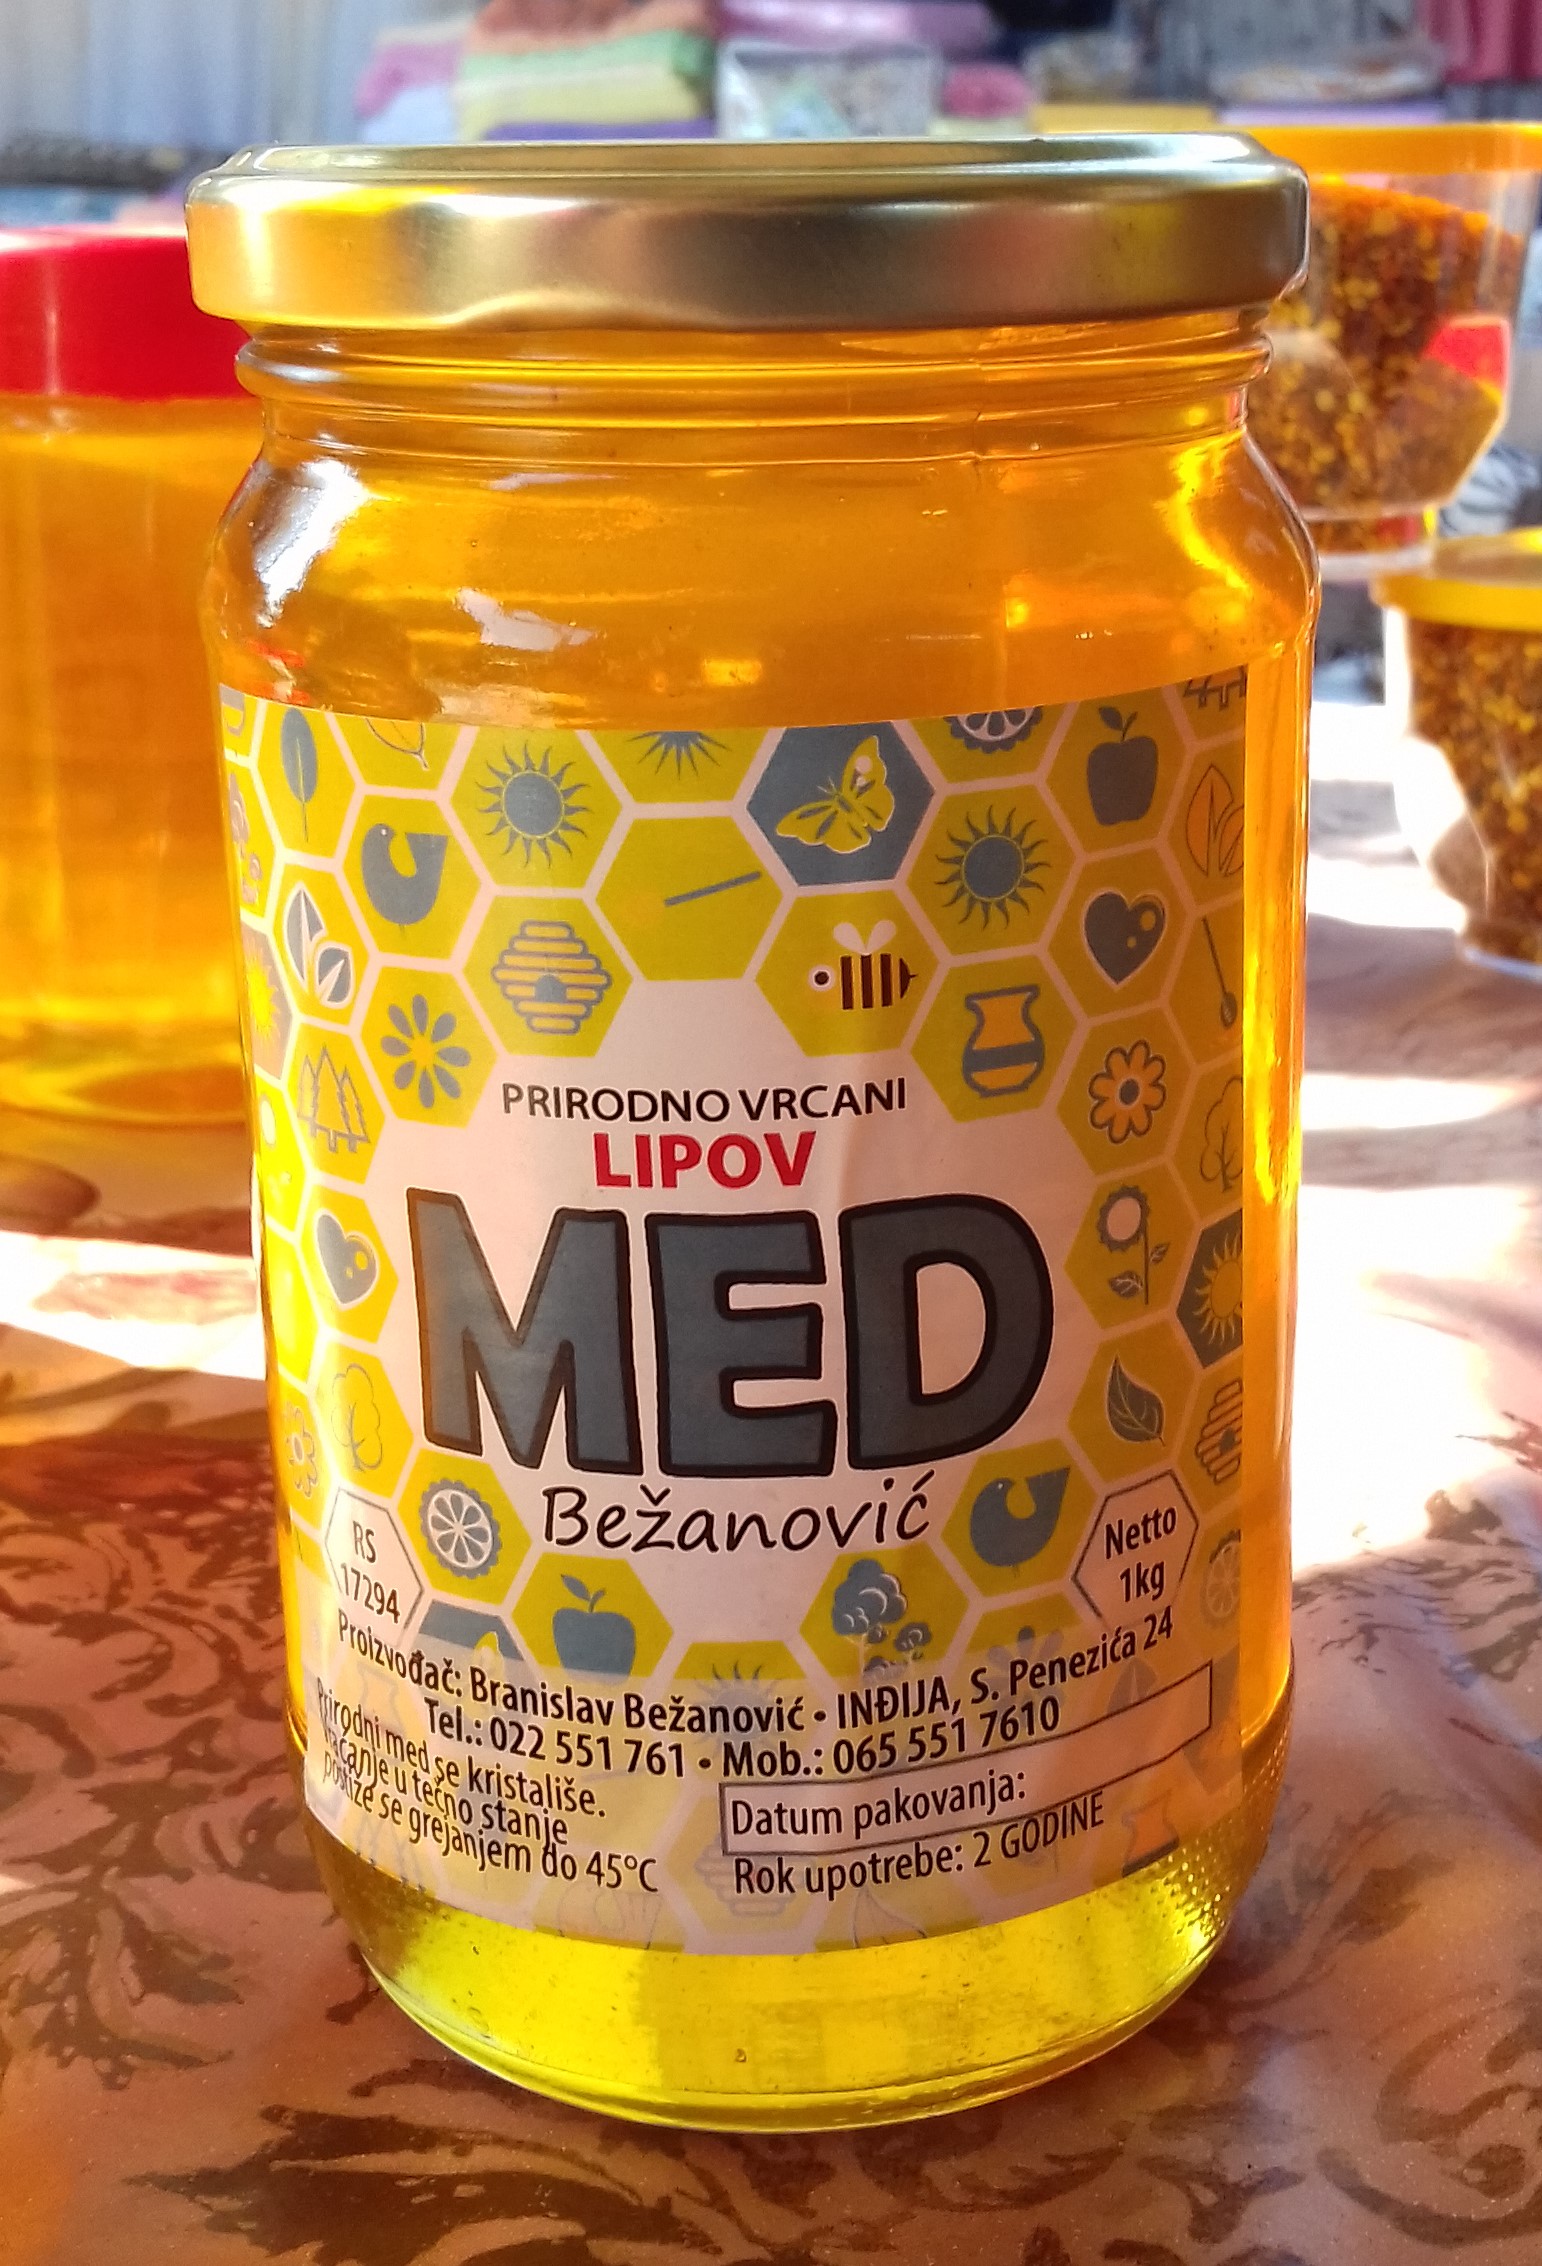 PRIRODNO VRCANI
LIPOV
MED
Bežanović
RS
17294
Netto
1kg
Proizvođač: Branislav Bežanović • INĐIJA, S. Penezića 24
Tel.: 022 551 761 • Mob.: 065 551 7610
Prirodni med se kristališe.
Vraćanje u tečno stanje
postiže se grejanjem do 45°C
Datum pakovanja:
Rok upotrebe: 2 GODINE